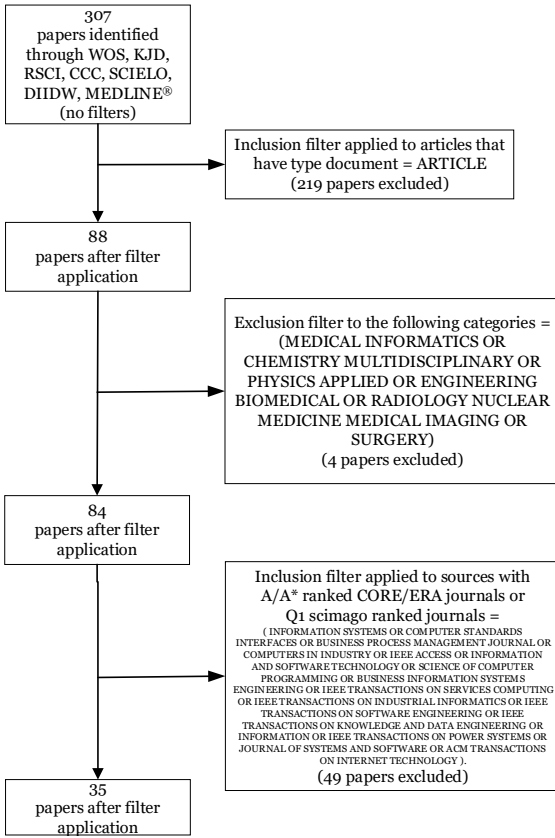 307
papers identified
through WOS, KJD,
RSCI, CCC, SCIELO,
DIIDW, MEDLINE®
(no filters)
Inclusion filter applied to articles that
have type document = ARTICLE
(219 papers excluded)
88
papers after filter
application
Exclusion filter to the following categories =
(MEDICAL INFORMATICS OR
CHEMISTRY MULTIDISCIPLINARY OR
PHYSICS APPLIED OR ENGINEERING
BIOMEDICAL OR RADIOLOGY NUCLEAR
MEDICINE MEDICAL IMAGING OR
SURGERY)
(4 papers excluded)
84
papers after filter
application
Inclusion filter applied to sources with
A/A* ranked CORE/ERA journals or
Q1 scimago ranked journals =
( INFORMATION SYSTEMS OR COMPUTER STANDARDS
INTERFACES OR BUSINESS PROCESS MANAGEMENT JOURNAL OR
COMPUTERS IN INDUSTRY OR IEEE ACCESS OR INFORMATION
AND SOFTWARE TECHNOLOGY OR SCIENCE OF COMPUTER
PROGRAMMING OR BUSINESS INFORMATION SYSTEMS
ENGINEERING OR IEEE TRANSACTIONS ON SERVICES COMPUTING
OR IEEE TRANSACTIONS ON INDUSTRIAL INFORMATICS OR IEEE
TRANSACTIONS ON SOFTWARE ENGINEERING OR IEEE
TRANSACTIONS ON KNOWLEDGE AND DATA ENGINEERING OR
INFORMATION OR IEEE TRANSACTIONS ON POWER SYSTEMS OR
JOURNAL OF SYSTEMS AND SOFTWARE OR ACM TRANSACTIONS
ON INTERNET TECHNOLOGY ).
(49 papers excluded)
35
papers after filter
application